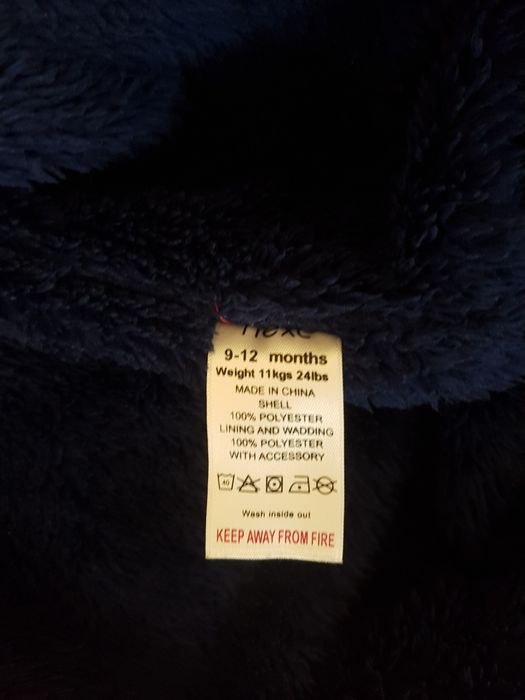 9-12 months
Weight 11kgs 24lbs
MADE IN CHINA
SHELL
100% POLYESTER
LINING AND WADDING
100% POLYESTER
WITH ACCESSORY
40
Wash inside out
KEEP AWAY FROM FIRE